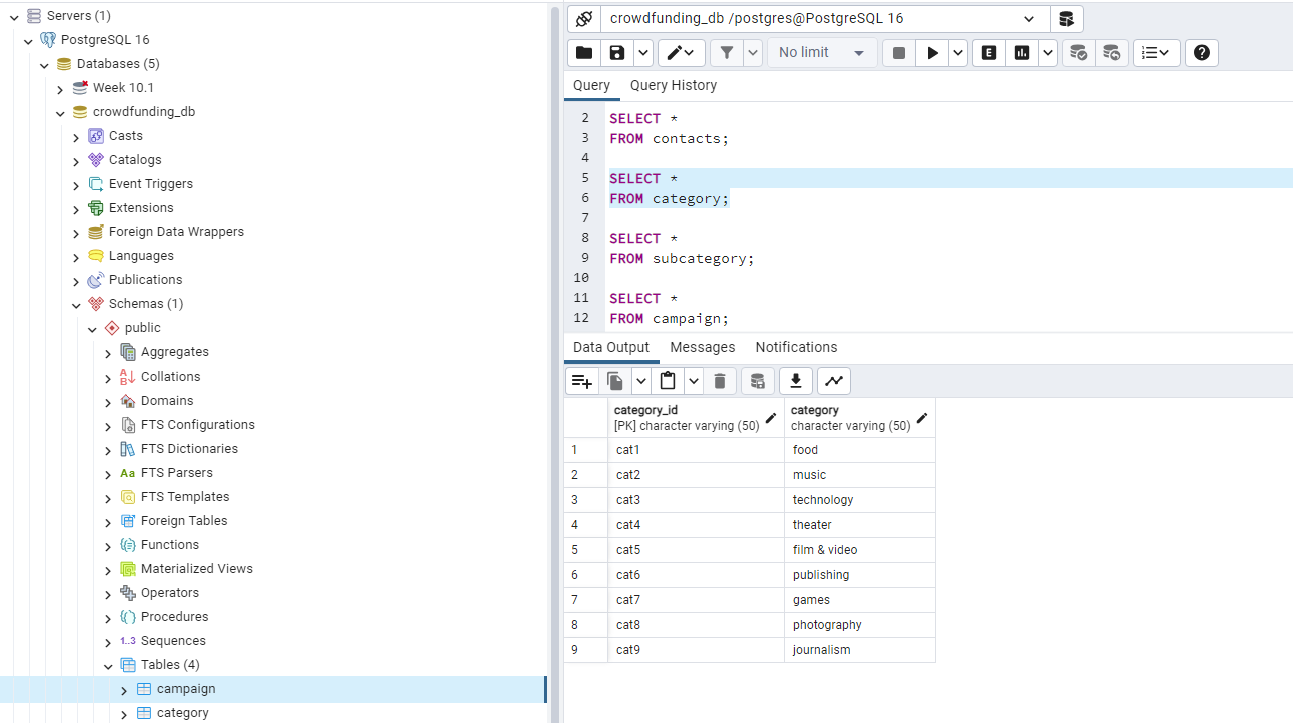 Servers (1)
PostgreSQL 16
Databases (5)
Week 10.1
crowdfunding_db
Casts
Catalogs
Event Triggers
Extensions
Foreign Data Wrappers
Languages
Publications
Schemas (1)
public
Aggregates
Collations
Domains
FTS Configurations
FTS Dictionaries
Aa FTS Parsers
FTS Templates
Foreign Tables
Functions
Materialized Views
Operators
Procedures
1..3 Sequences
Tables (4)
campaign
category
crowdfunding_db /postgres@PostgreSQL 16
No limit
E
Query Query History
2 SELECT *
3 FROM contacts;
4
5 SELECT *
6 FROM category;
7
8 SELECT *
9 FROM subcategory;
10
11 SELECT *
12 FROM campaign;
Data Output Messages Notifications
category_id category
[PK] character varying (50) character varying (50)
1 cat1 food
2 cat2 music
3 cat3 technology
4 cat4 theater
5 cat5 film & video
6 cat6 publishing
7 cat7 games
8 cat8 photography
9 cat9 journalism